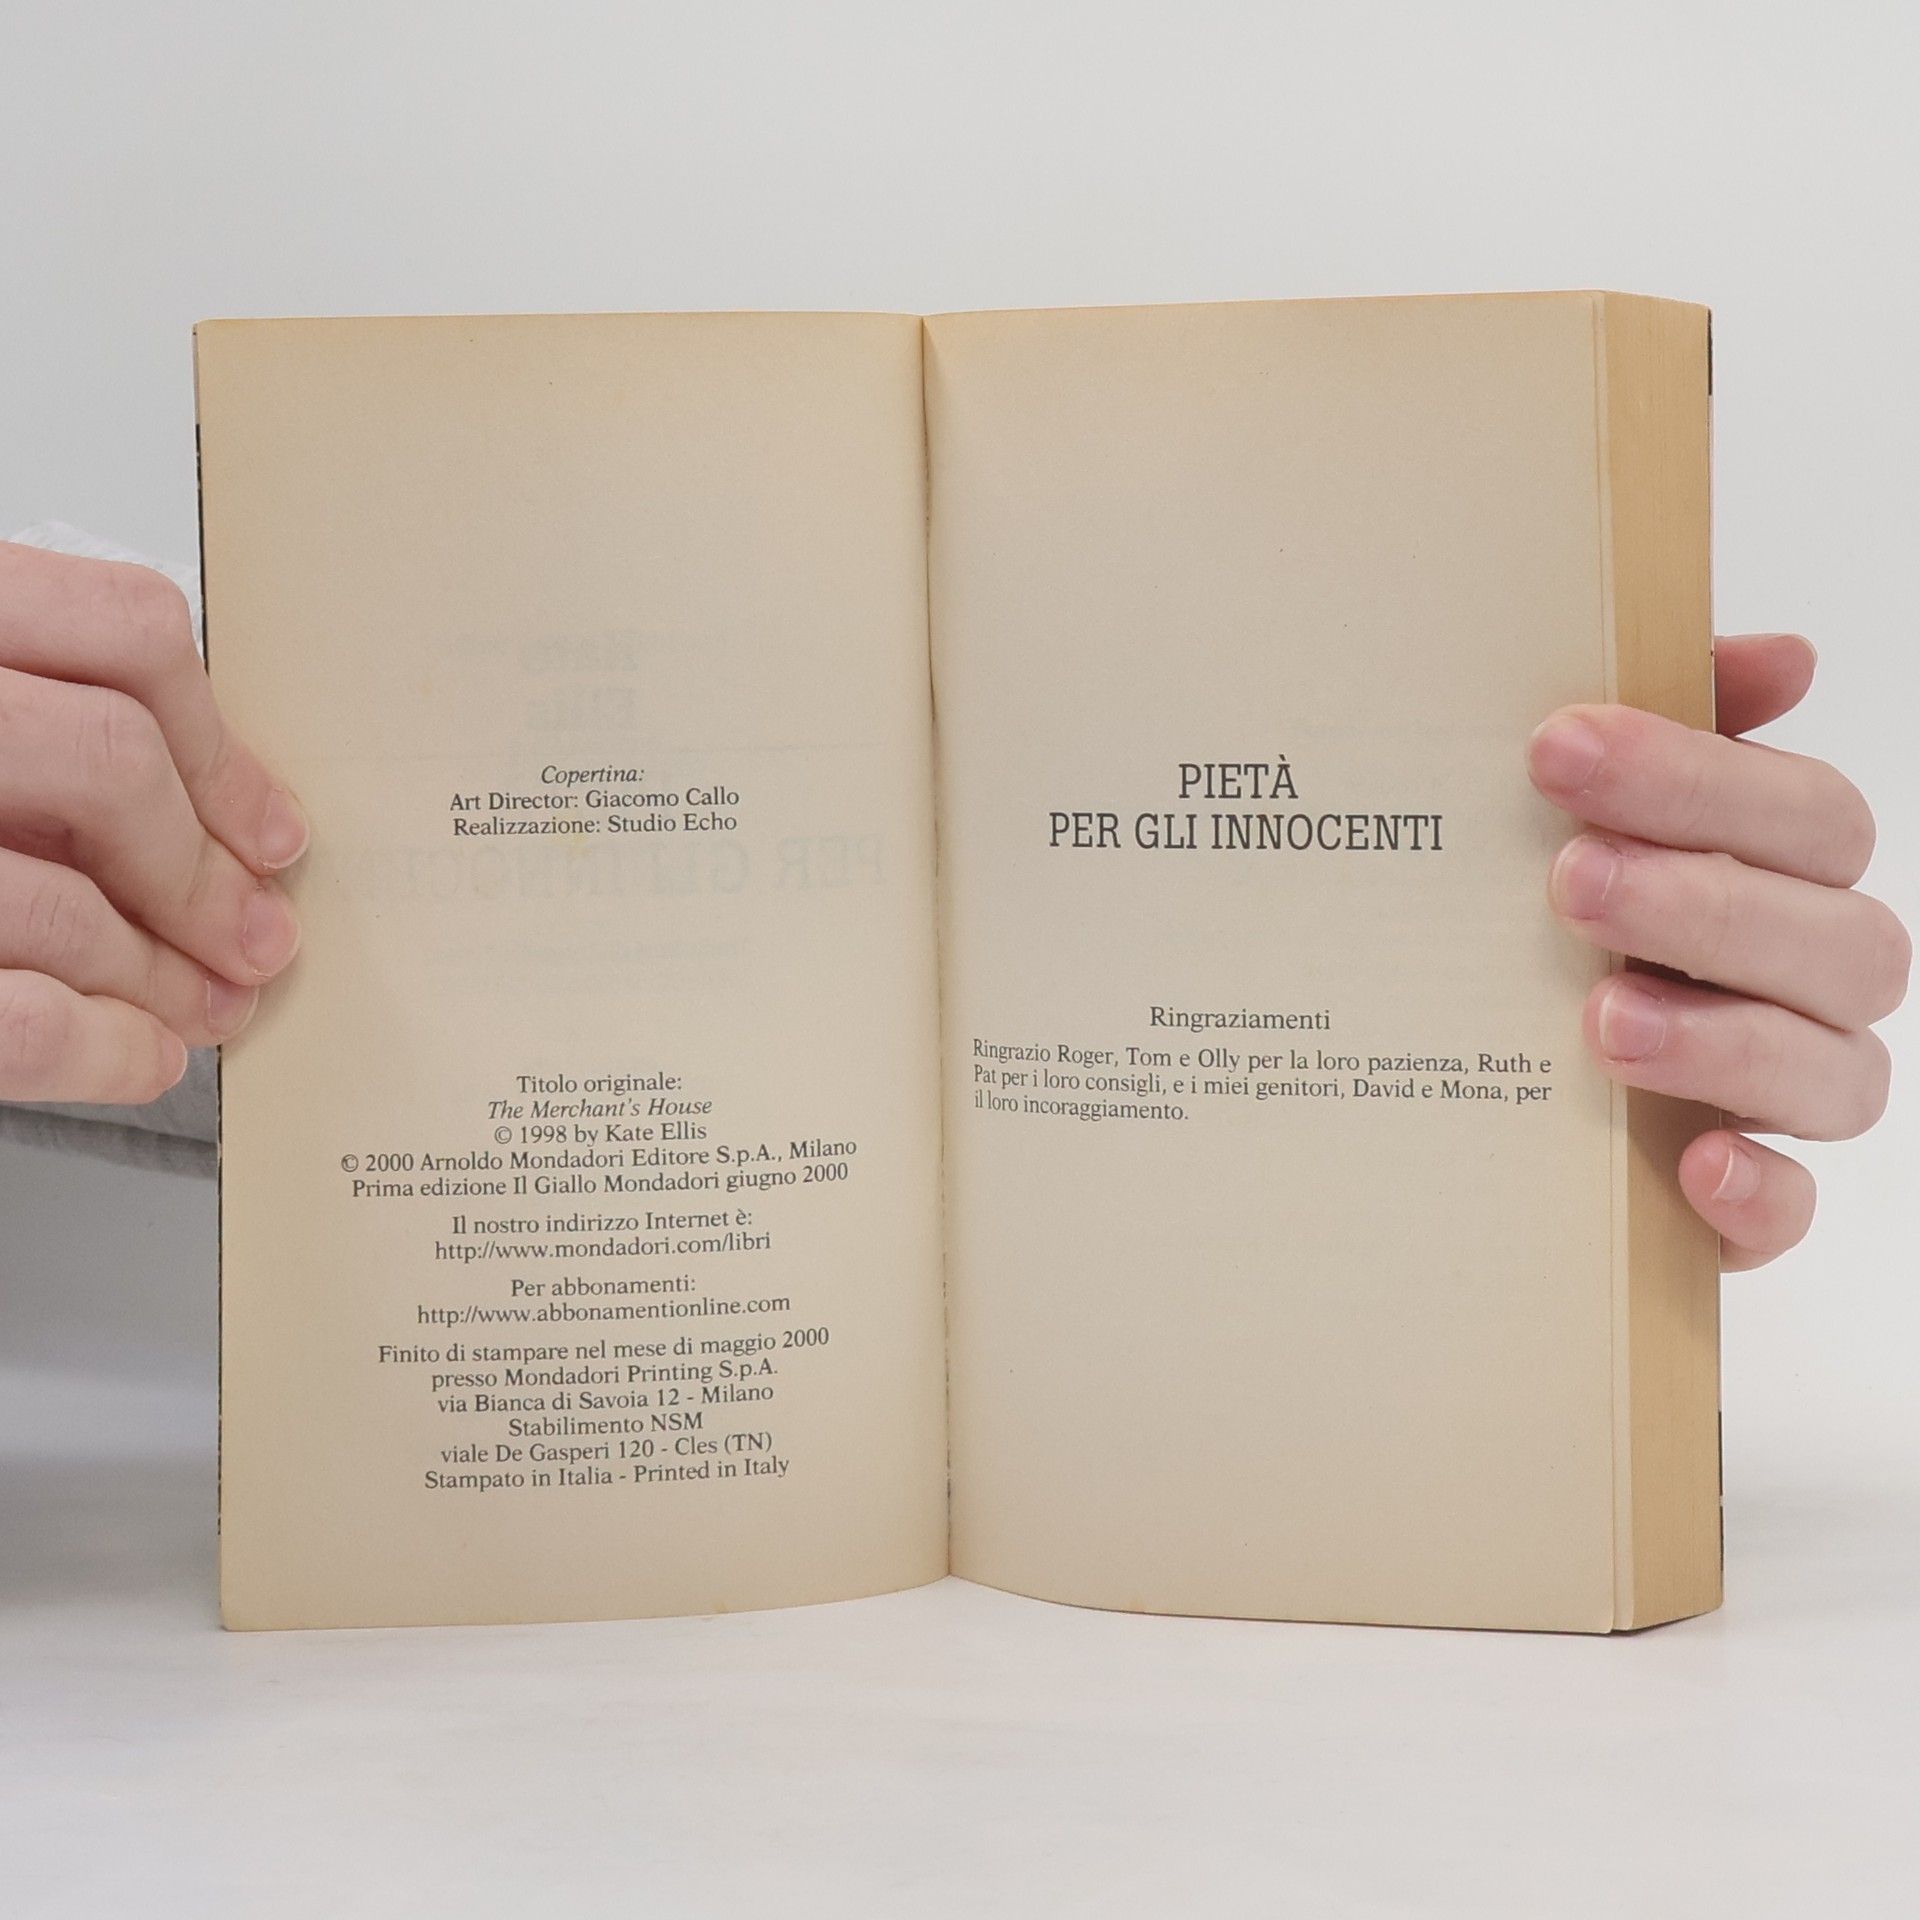 Copertina:
Art Director: Giacomo Callo
Realizzazione: Studio Echo
Titolo originale:
The Merchant's House
© 1998 by Kate Ellis
© 2000 Arnoldo Mondadori Editore S.p.A., Milano
Prima edizione Il Giallo Mondadori giugno 2000
Il nostro indirizzo Internet è:
http://www.mondadori.com/libri
Per abbonamenti:
http://www.abbonamentionline.com
Finito di stampare nel mese di maggio 2000
presso Mondadori Printing S.p.A.
via Bianca di Savoia 12 - Milano
Stabilimento NSM
viale De Gasperi 120 - Cles (TN)
Stampato in Italia - Printed in Italy
PIETÀ
PER GLI INNOCENTI
Ringraziamenti
Ringrazio Roger, Tom e Olly per la loro pazienza, Ruth e
Pat per i loro consigli, e i miei genitori, David e Mona, per
il loro incoraggiamento.